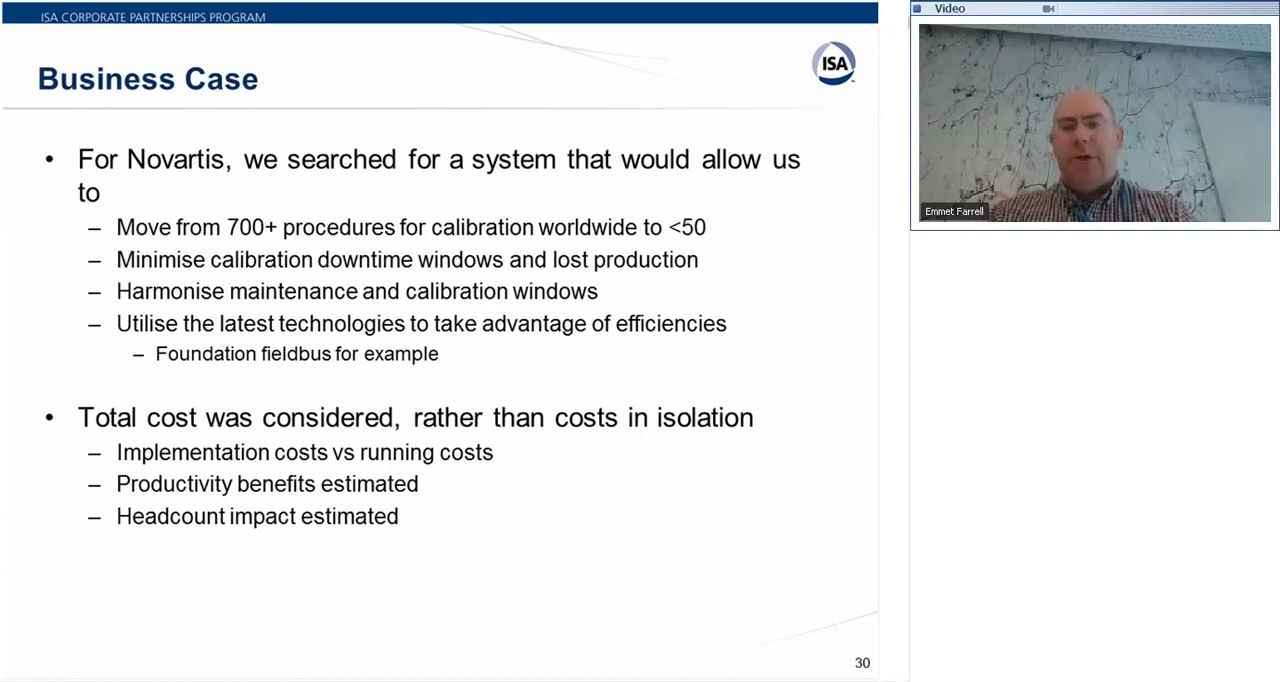 ISA CORPORATE PARTNERSHIPS PROGRAM
ISA
Business Case
• For Novartis, we searched for a system that would allow us
to
– Move from 700+ procedures for calibration worldwide to <50
– Minimise calibration downtime windows and lost production
– Harmonise maintenance and calibration windows
– Utilise the latest technologies to take advantage of efficiencies
– Foundation fieldbus for example
• Total cost was considered, rather than costs in isolation
– Implementation costs vs running costs
– Productivity benefits estimated
– Headcount impact estimated
30
Video
Emmet Farrell